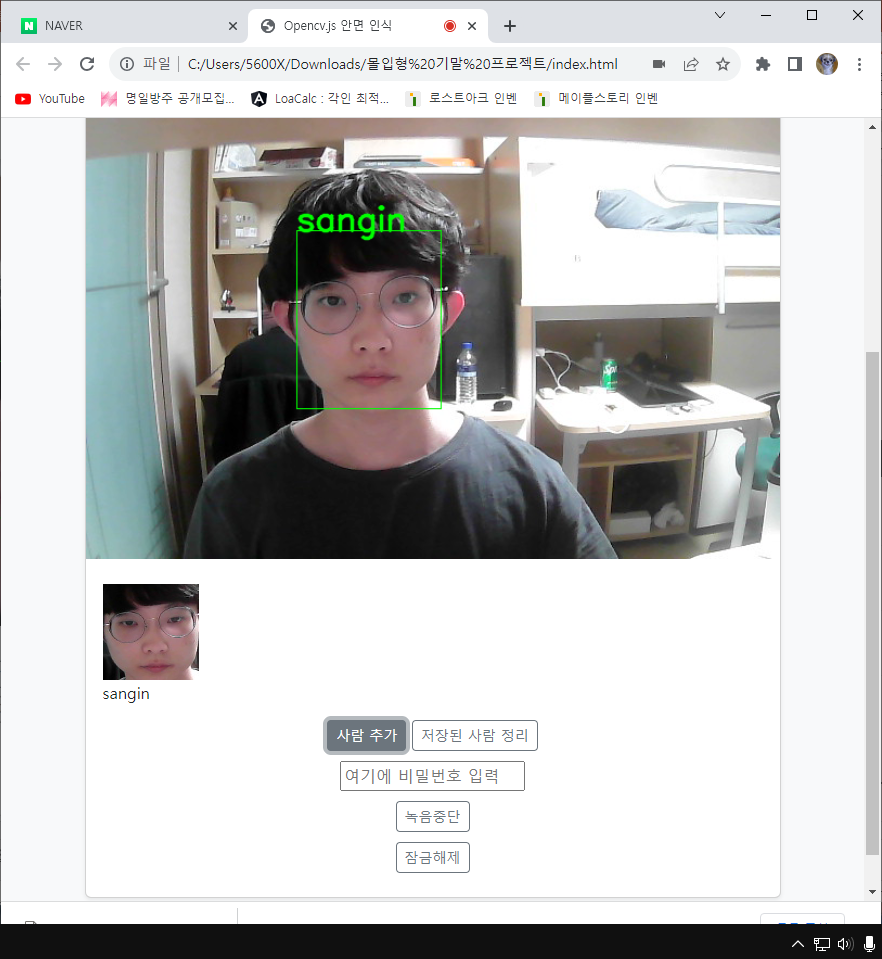 NAVER
Opencv.js 안면 인식
파일 | C:/Users/5600X/Downloads/몰입형%20기말%20프로젝트/index.html
YouTube 명일방주 공개모집... LoaCalc : 각인 최적... 로스트아크 인벤 메이플스토리 인벤
sangin
sangin
사람 추가 저장된 사람 정리
여기에 비밀번호 입력
녹음중단
잠금해제